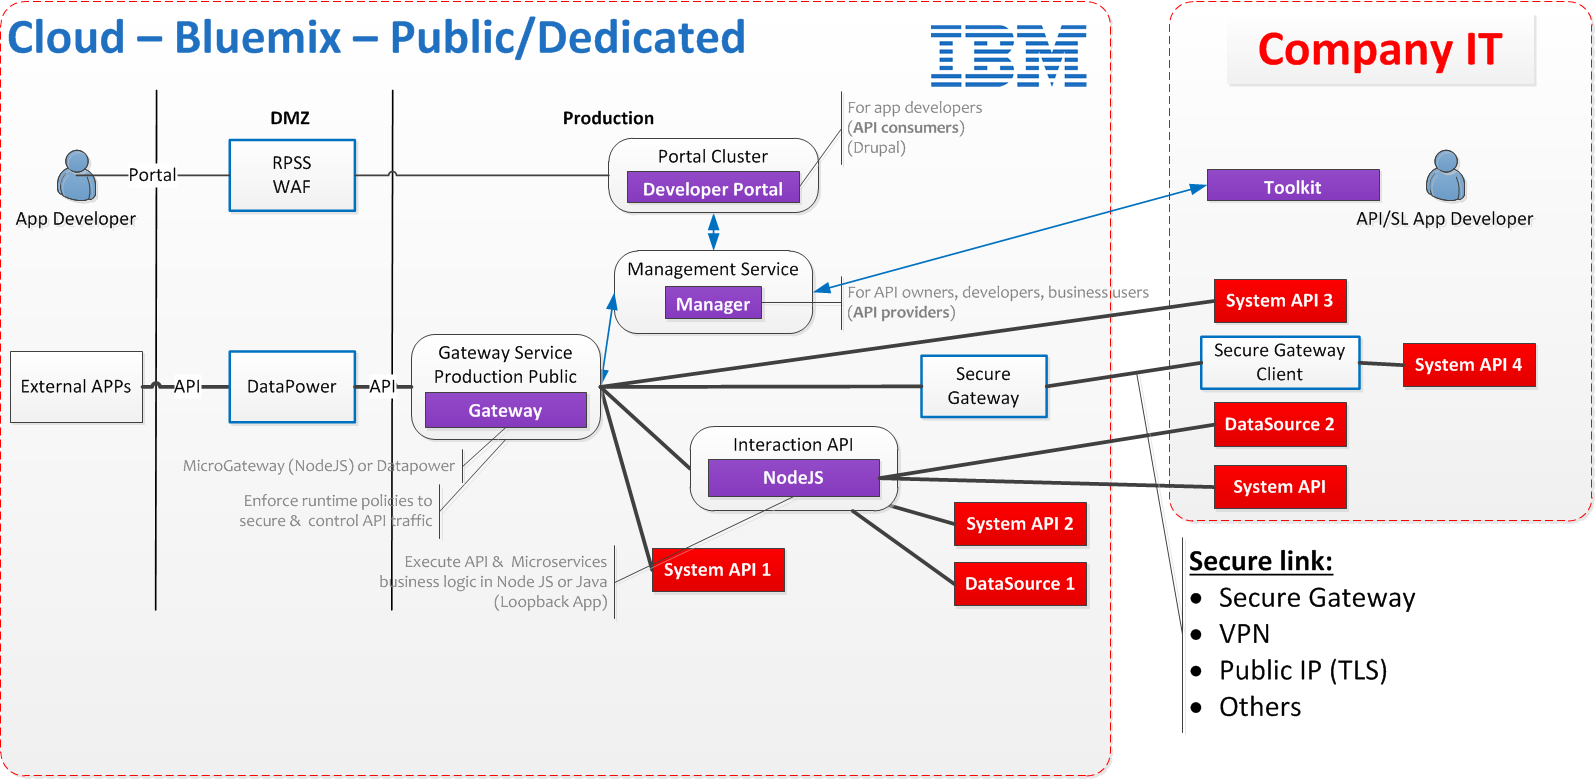 Cloud – Bluemix – Public/Dedicated
IBM
Company IT
DMZ
Production
For app developers
(API consumers)
(Drupal)
RPSS
WAF
Portal
App Developer
Portal Cluster
Developer Portal
Toolkit
API/SL App Developer
Management Service
Manager
For API owners, developers, business users
(API providers)
System API 3
External APPs
API
DataPower
API
Gateway Service
Production Public
Gateway
Secure
Gateway
Secure Gateway
Client
System API 4
DataSource 2
MicroGateway (NodeJS) or Datapower
Interaction API
NodeJS
System API
Enforce runtime policies to
secure & control API traffic
System API 2
Execute API & Microservices
business logic in Node JS or Java
(Loopback App)
System API 1
DataSource 1
Secure link:
• Secure Gateway
• VPN
• Public IP (TLS)
• Others